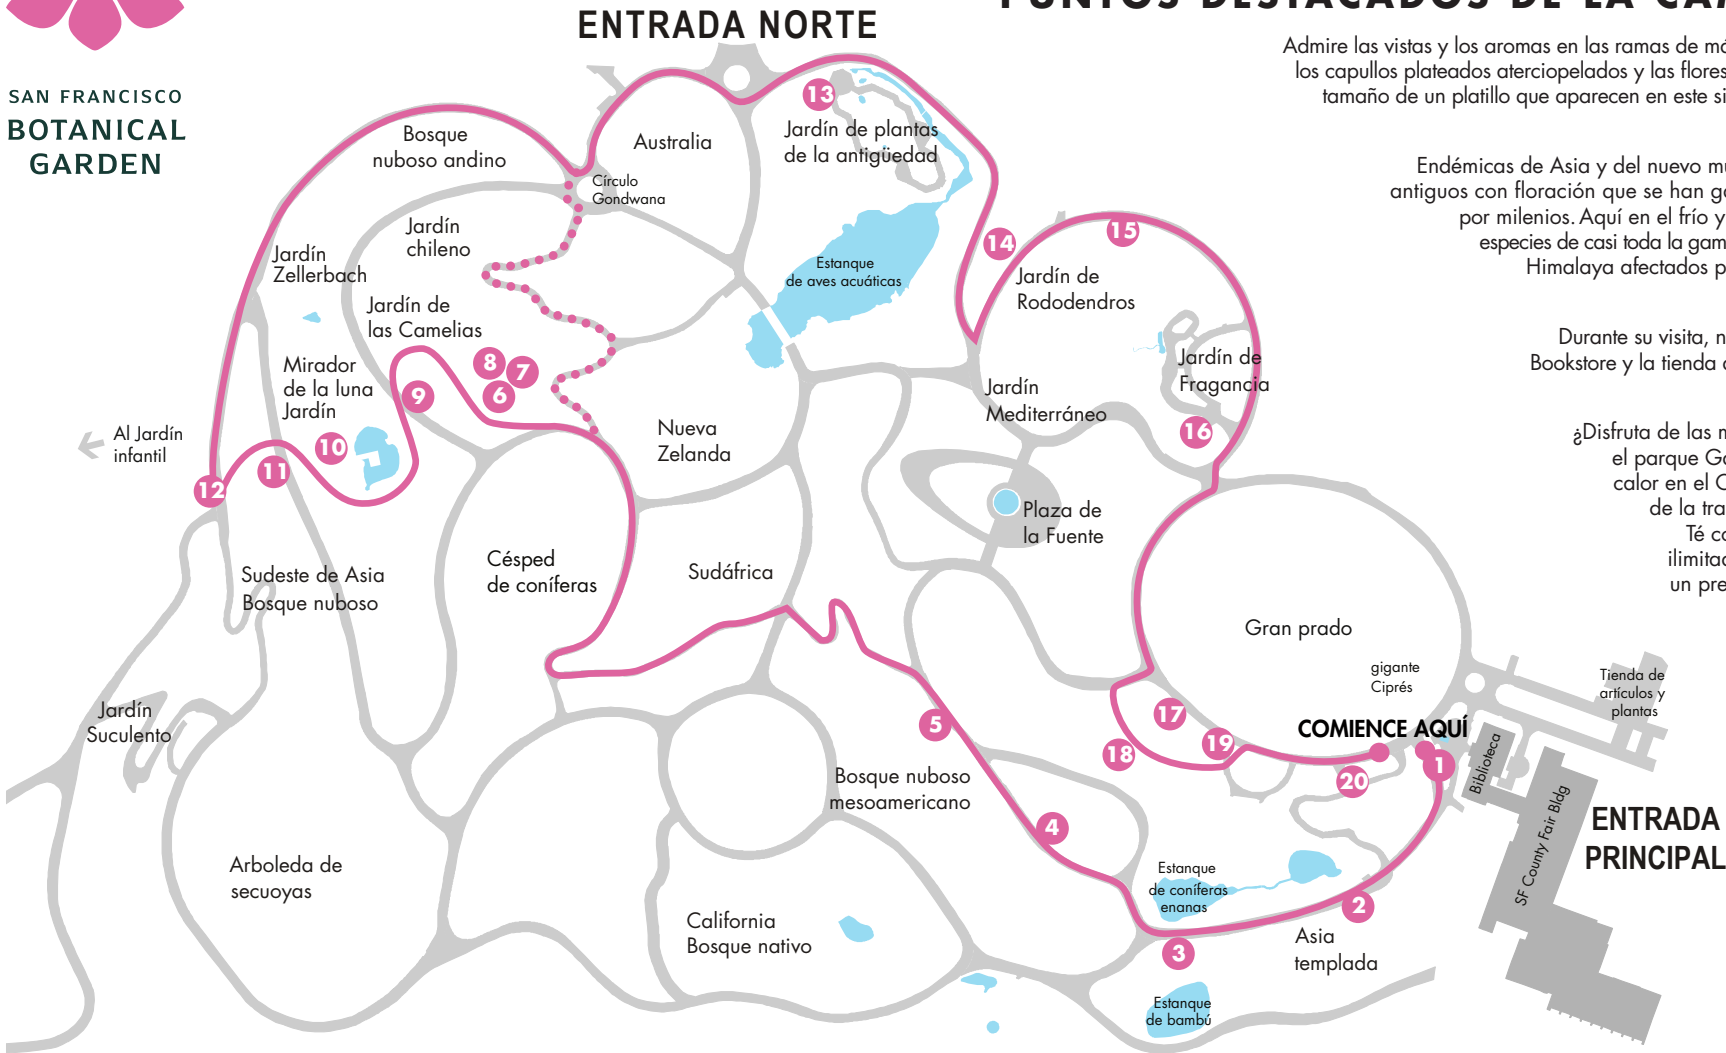 PUNTOS DESTACADOS DE LA
ENTRADA NORTE
SAN FRANCISCO
BOTANICAL
GARDEN
Admire las vistas y los aromas en las ramas de
los capullos plateados aterciopelados y las flores
tamaño de un platillo que aparecen en este
Endémicas de Asia y del nuevo
antiguos con floración que se han
por milenios. Aquí en el frío y
especies de casi toda la
Himalaya afectados
Durante su visita,
Bookstore y la tienda
¿Disfruta de las
el parque
calor en el
de la
Té
un
13
Jardín de plantas
de la antigüedad
Australia
Bosque
nuboso andino
Círculo
Gondwana
Jardín
chileno
Jardín
Zellerbach
Jardín de
las Camelias
Estanque
de aves acuáticas
14
15
Jardín de
Rododendros
Mirador
de la luna
Jardín
8
7
6
9
10
11
12
Al Jardín
infantil
Jardín
Mediterráneo
Jardín de
Fragancia
16
Nueva
Zelanda
Plaza de
la Fuente
Césped
de coníferas
Sudáfrica
Sudeste de Asia
Bosque nuboso
Gran prado
gigante
Ciprés
Tienda de
artículos y
plantas
Jardín
Suculento
5
17
18
19
COMIENCE AQUÍ
20
1
Biblioteca
SF County Fair Bldg
ENTRADA
PRINCIPAL
Bosque nuboso
mesoamericano
4
Arboleda de
secuoyas
California
Bosque nativo
Estanque
de coníferas
enanas
2
3
Asia
templada
Estanque
de bambú